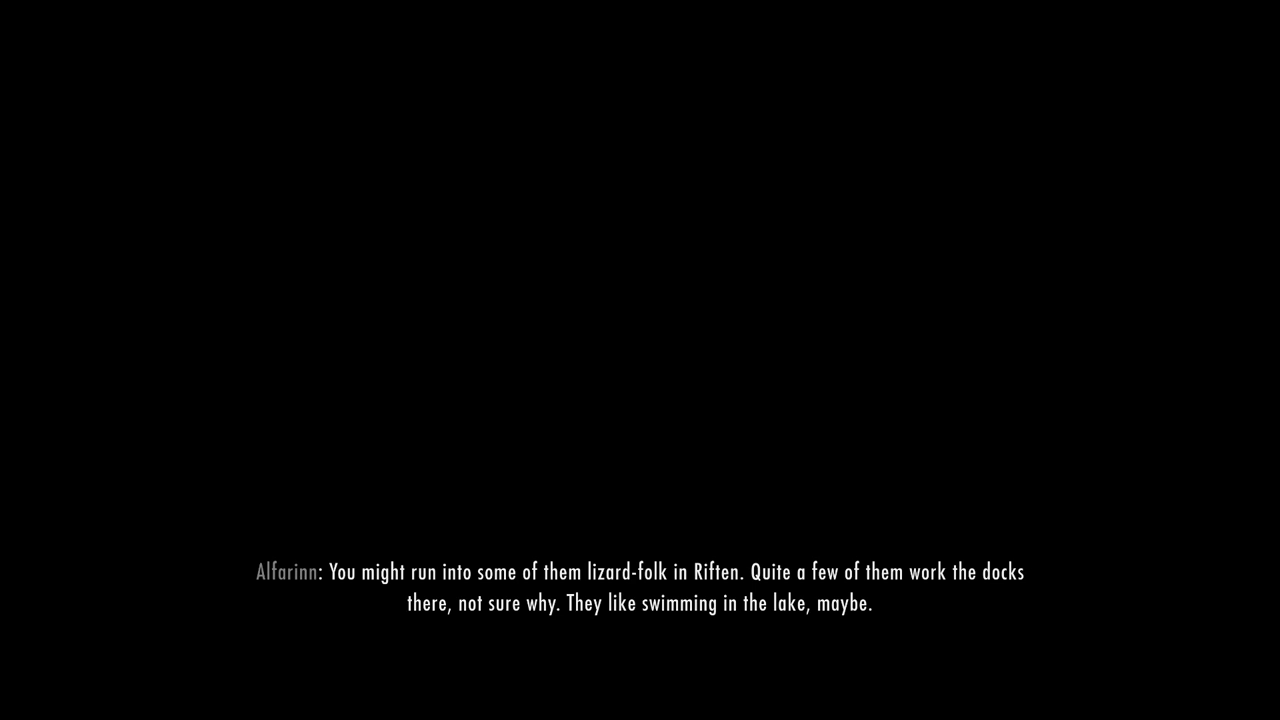 Alfarinn: You might run into some of them lizard-folk in Riften. Quite a few of them work the docks
there, not sure why. They like swimming in the lake, maybe.